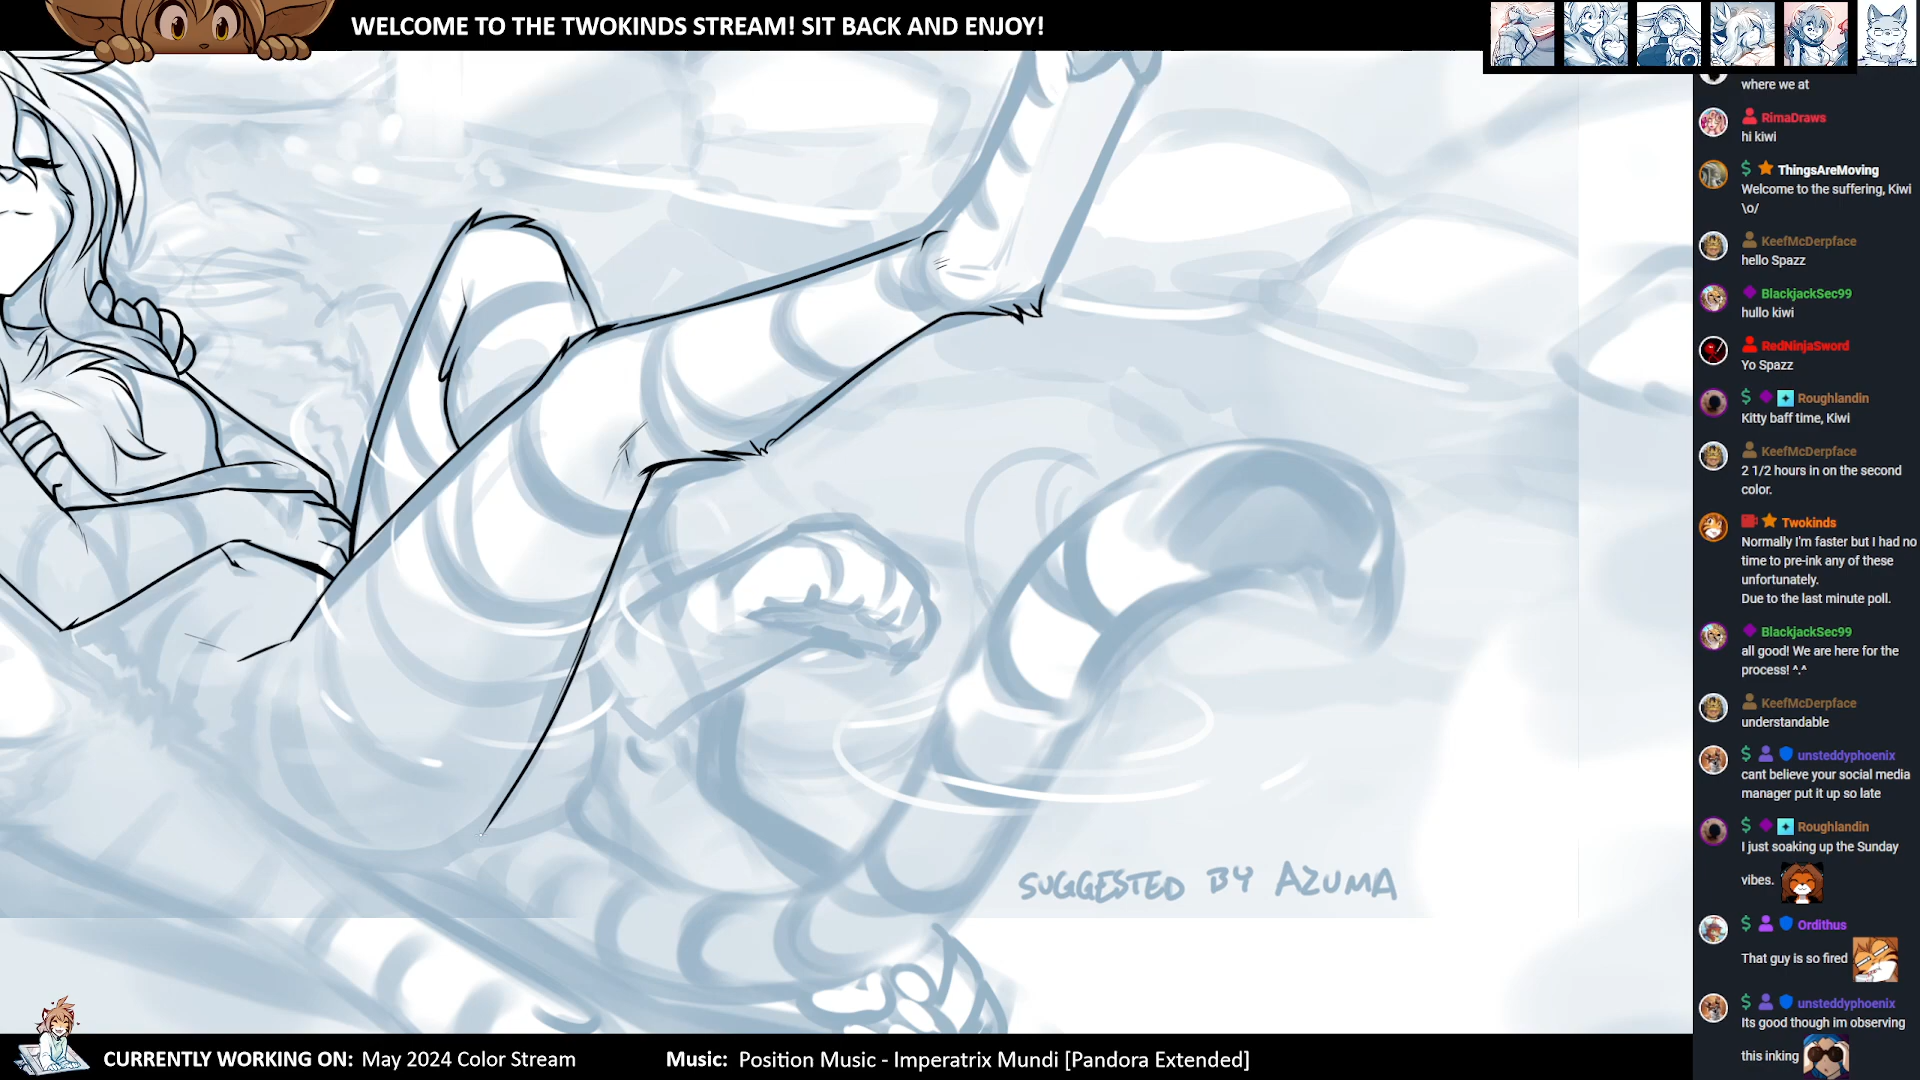 WELCOME TO THE TWOKINDS STREAM! SIT BACK AND ENJOY!
where we at
RimaDraws
hi kiwi
ThingsAreMoving
Welcome to the suffering, Kiwi
\o/
KeefMcDerpface
hello Spazz
BlackjackSec99
hullo kiwi
RedNinjaSword
Yo Spazz
Roughlandin
Kitty baff time, Kiwi
KeefMcDerpface
2 1/2 hours in on the second
color.
Twokinds
Normally I'm faster but I had no
time to pre-ink any of these
unfortunately.
Due to the last minute poll.
BlackjackSec99
all good! We are here for the
process! ^.^
KeefMcDerpface
understandable
unsteddyphoenix
cant believe your social media
manager put it up so late
Roughlandin
I just soaking up the Sunday
vibes.
Ordithus
That guy is so fired
unsteddyphoenix
Its good though im observing
this inking
SUGGESTED BY AZUMA
CURRENTLY WORKING ON: May 2024 Color Stream
Music: Position Music - Imperatrix Mundi [Pandora Extended]